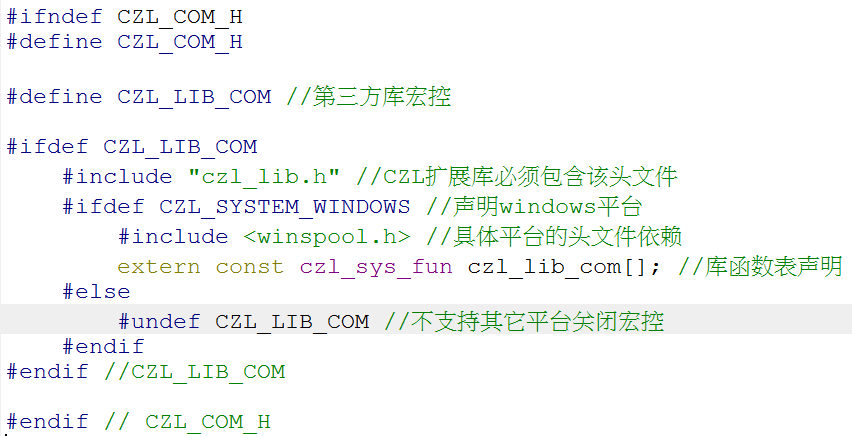 #ifndef CZL_COM_H
#define CZL_COM_H
#define CZL_LIB_COM //第三方库宏控
#ifdef CZL_LIB_COM
#include "czl_lib.h" //CZL扩展库必须包含该头文件
#ifdef CZL_SYSTEM_WINDOWS //声明windows平台
#include <winspool.h> //具体平台的头文件依赖
extern const czl_sys_fun czl_lib_com[]; //库函数表声明
#else
#undef CZL_LIB_COM //不支持其它平台关闭宏控
#endif
#endif //CZL_LIB_COM
#endif // CZL_COM_H